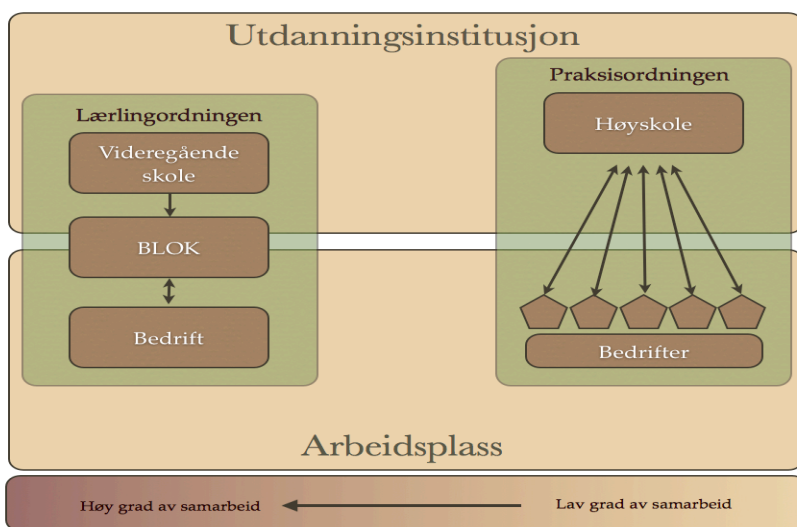 Utdanningsinstitusjon
Lærlingordningen
Videregående
skole
BLOK
Bedrift
Praksisordningen
Høyskole
Bedrifter
Arbeidsplass
Høy grad av samarbeid
Lav grad av samarbeid